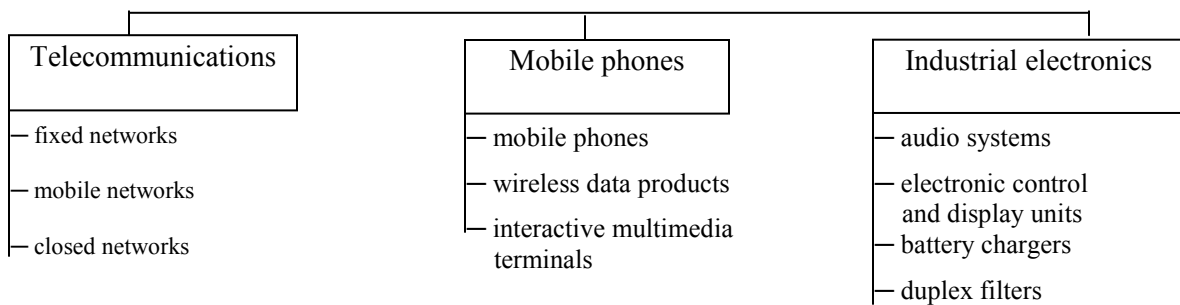 Telecommunications
fixed networks
mobile networks
closed networks
Mobile phones
mobile phones
wireless data products
interactive multimedia
terminals
Industrial electronics
audio systems
electronic control
and display units
battery chargers
duplex filters